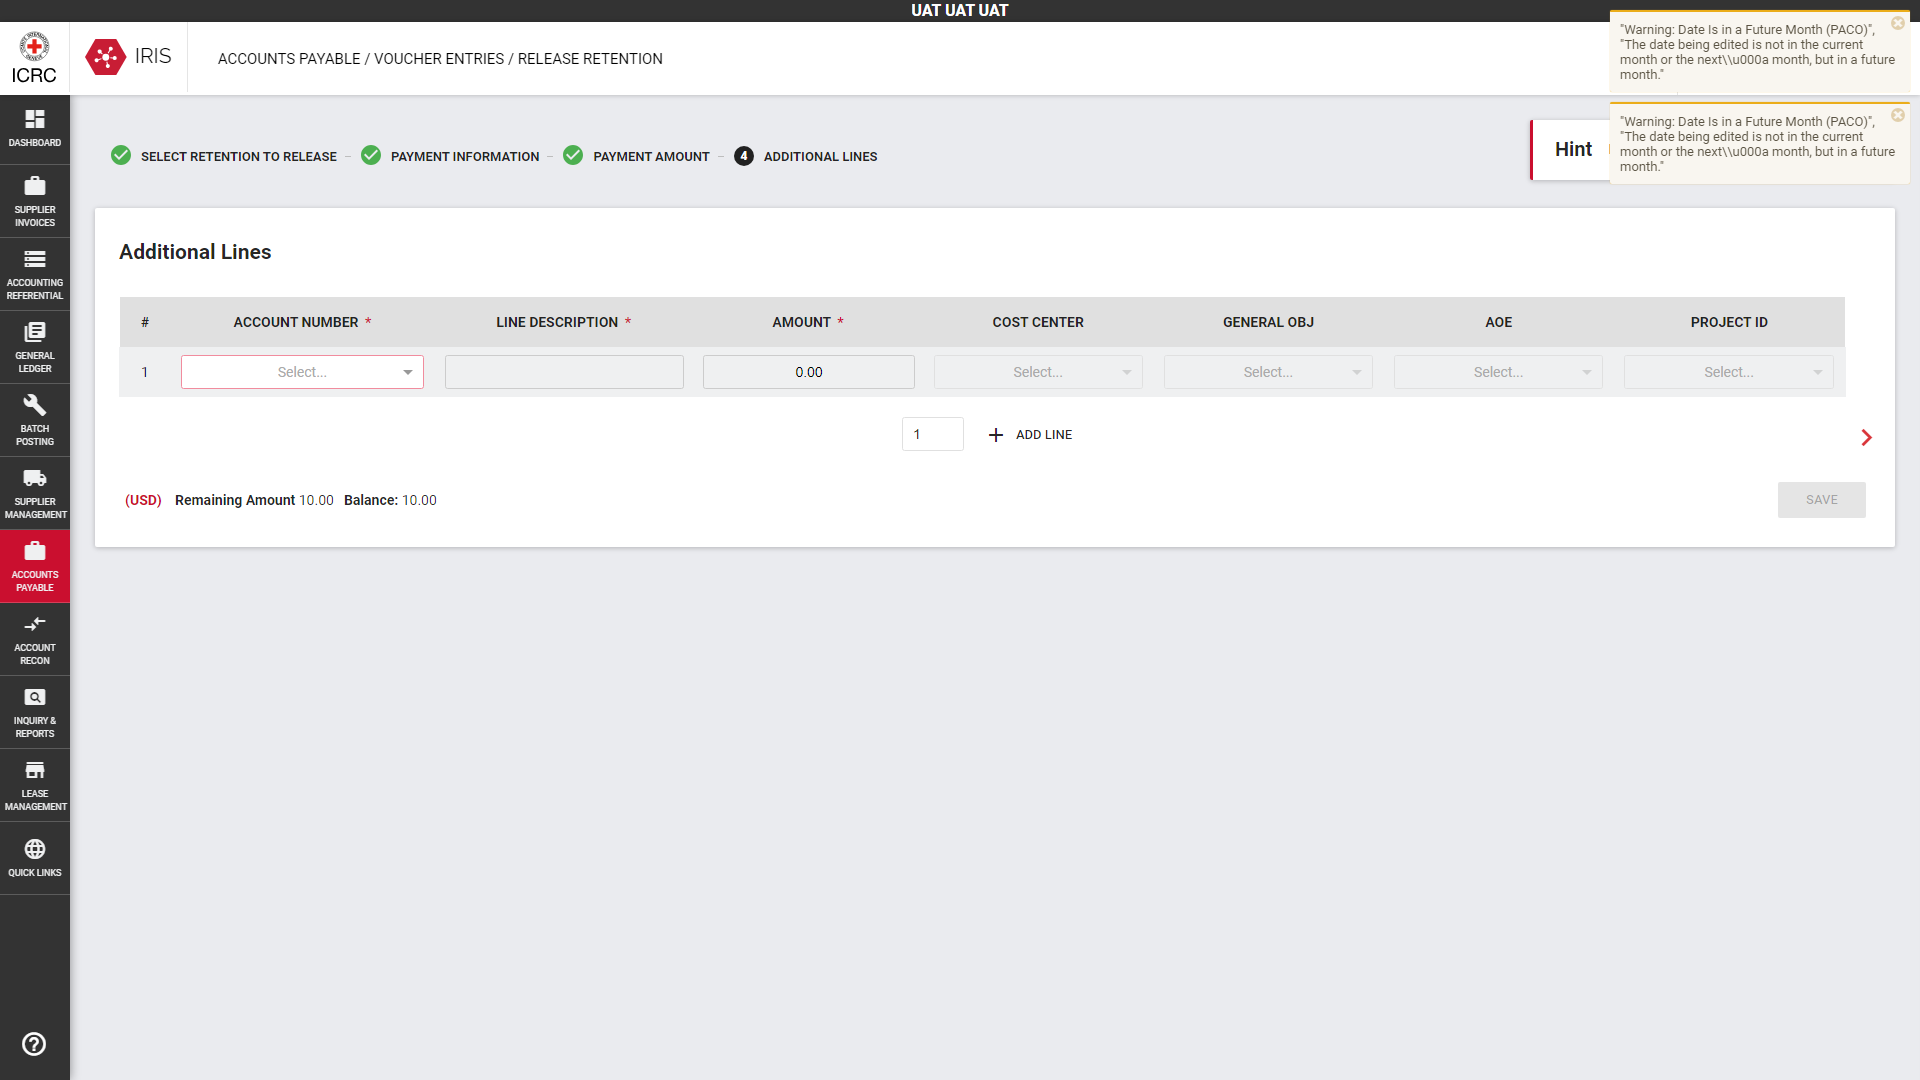 UAT UAT UAT
ICRC
IRIS
ACCOUNTS PAYABLE / VOUCHER ENTRIES / RELEASE RETENTION
"Warning: Date Is in a Future Month (PACO)",
"The date being edited is not in the current
month or the next\\u000a month, but in a future
month."
"Warning: Date Is in a Future Month (PACO)",
"The date being edited is not in the current
month or the next\\u000a month, but in a future
month."
DASHBOARD
SUPPLIER
INVOICES
ACCOUNTING
REFERENTIAL
GENERAL
LEDGER
BATCH
POSTING
SUPPLIER
MANAGEMENT
ACCOUNTS
PAYABLE
ACCOUNT
RECON
INQUIRY &
REPORTS
LEASE
MANAGEMENT
QUICK LINKS
SELECT RETENTION TO RELEASE – PAYMENT INFORMATION – PAYMENT AMOUNT – 4 ADDITIONAL LINES
Hint
Additional Lines
# ACCOUNT NUMBER * LINE DESCRIPTION * AMOUNT * COST CENTER GENERAL OBJ AOE PROJECT ID
1 Select... 0.00 Select... Select... Select... Select...
1 + ADD LINE
(USD) Remaining Amount 10.00 Balance: 10.00
SAVE